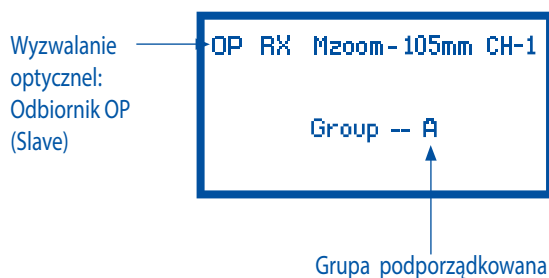 Wyzwalanie
optycznel:
Odbiornik OP
(Slave)
OP RX Mzoom-105mm CH-1
Group -- A
Grupa podporządkowana